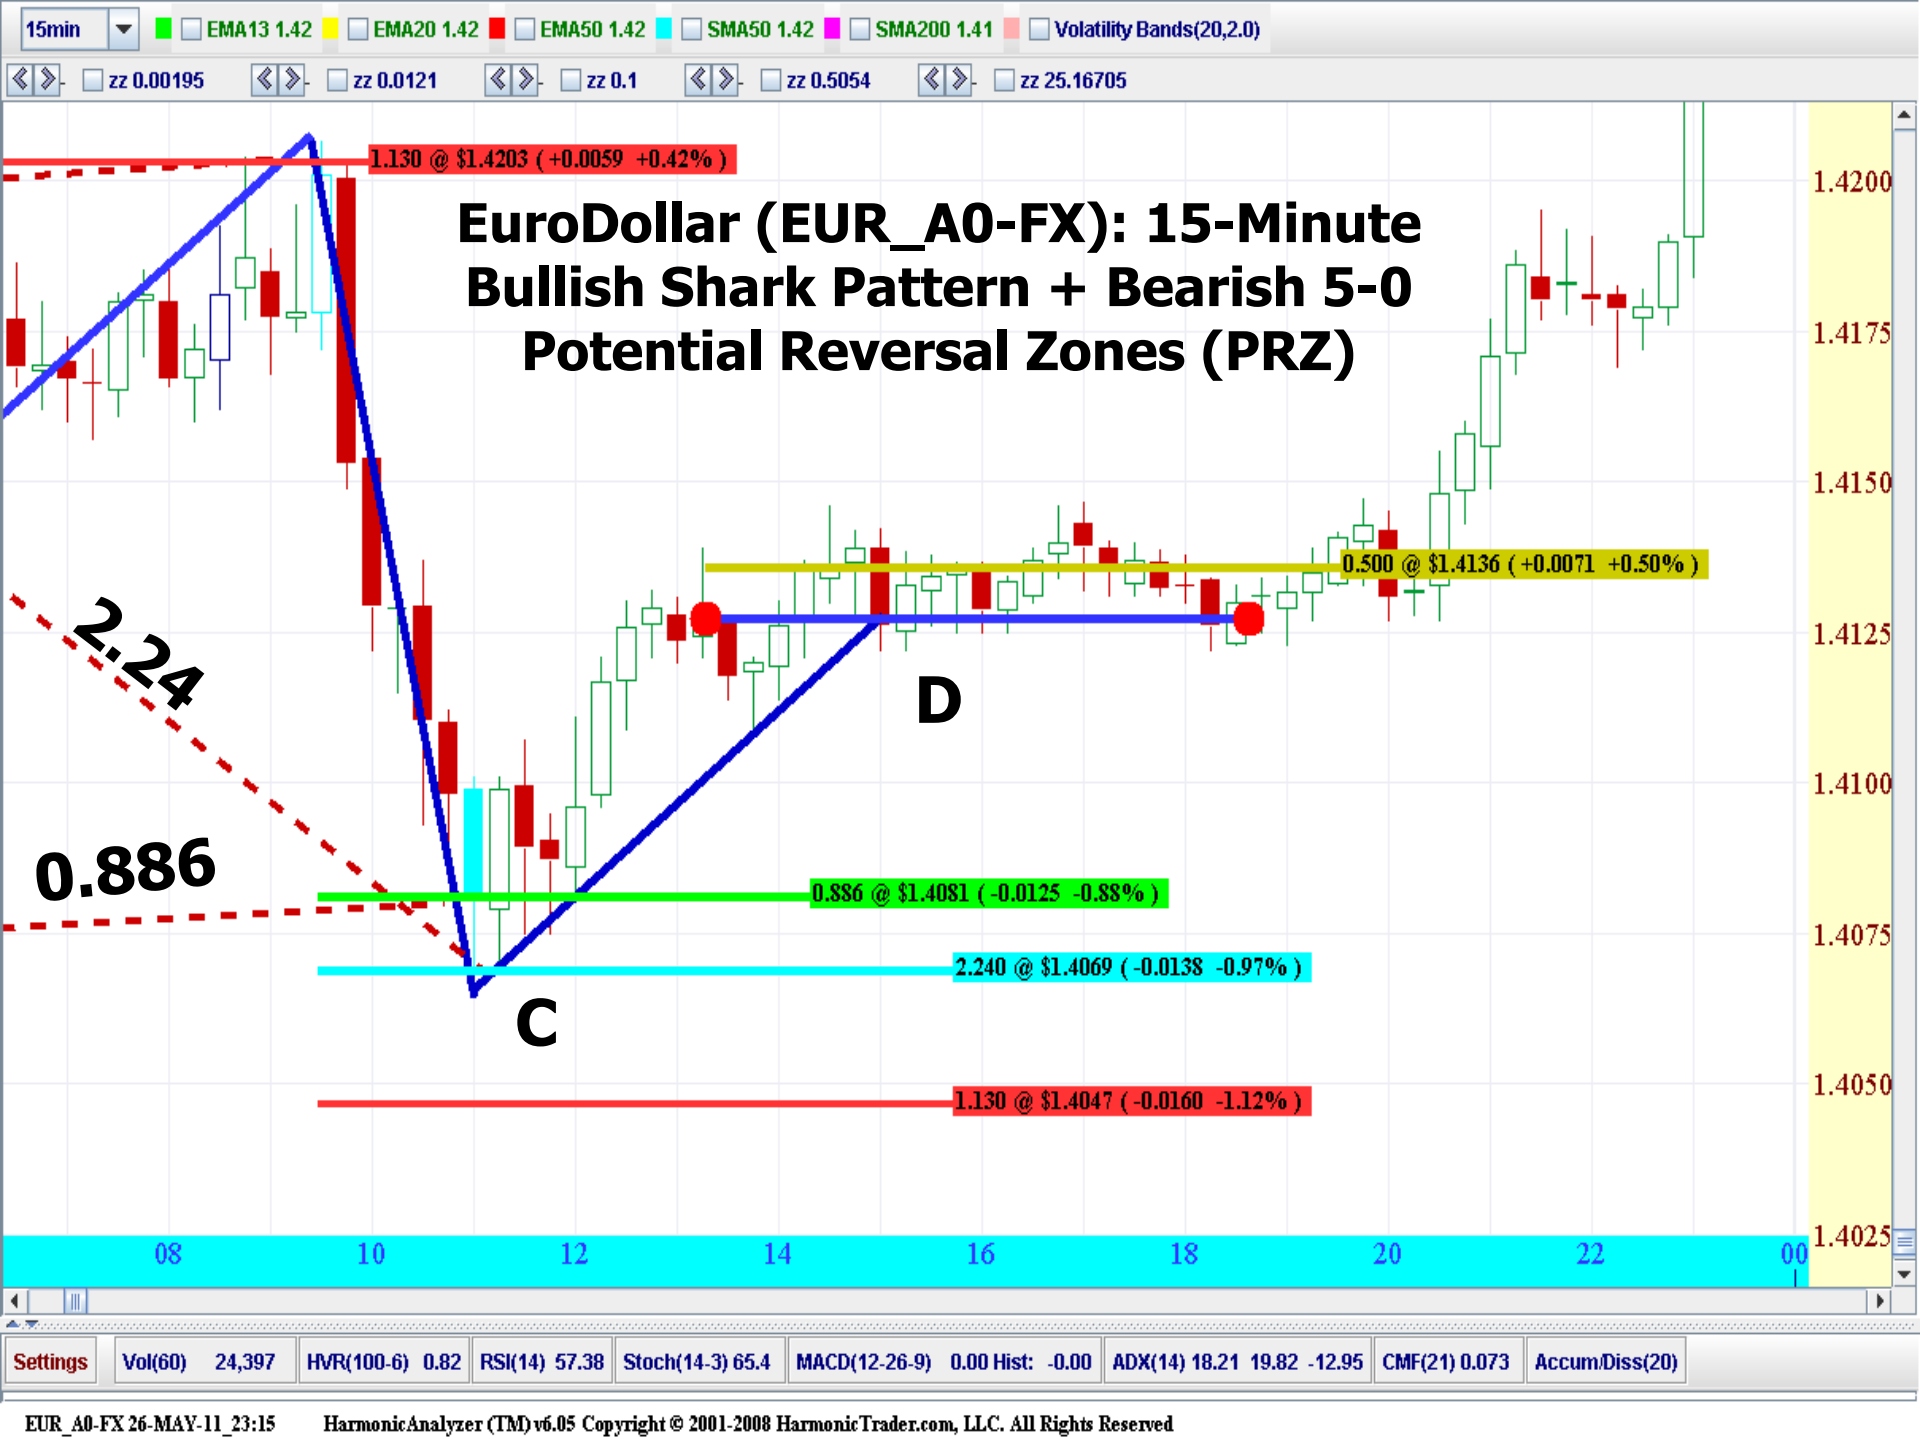 15min EMA13 1.42 EMA20 1.42 EMA50 1.42 SMA50 1.42 SMA200 1.41 Volatility Bands(20,2.0)
zz 0.00195 zz 0.0121 zz 0.1 zz 0.5054 zz 25.16705
1.130 @ $1.4203 ( +0.0059 +0.42% )
1.4200
EuroDollar (EUR_A0-FX): 15-Minute
Bullish Shark Pattern + Bearish 5-0
Potential Reversal Zones (PRZ)
1.4175
1.4150
0.500 @ $1.4136 ( +0.0071 +0.50% )
1.4125
2.24
D
1.4100
0.886
0.886 @ $1.4081 ( -0.0125 -0.88% )
1.4075
2.240 @ $1.4069 ( -0.0138 -0.97% )
C
1.4050
1.130 @ $1.4047 ( -0.0160 -1.12% )
1.4025
08 10 12 14 16 18 20 22 00
Settings Vol(60) 24,397 HVR(100-6) 0.82 RSI(14) 57.38 Stoch(14-3) 65.4 MACD(12-26-9) 0.00 Hist: -0.00 ADX(14) 18.21 19.82 -12.95 CMF(21) 0.073 Accum/Diss(20)
EUR_A0-FX 26-MAY-11_23:15 HarmonicAnalyzer (TM) v6.05 Copyright © 2001-2008 HarmonicTrader.com, LLC. All Rights Reserved